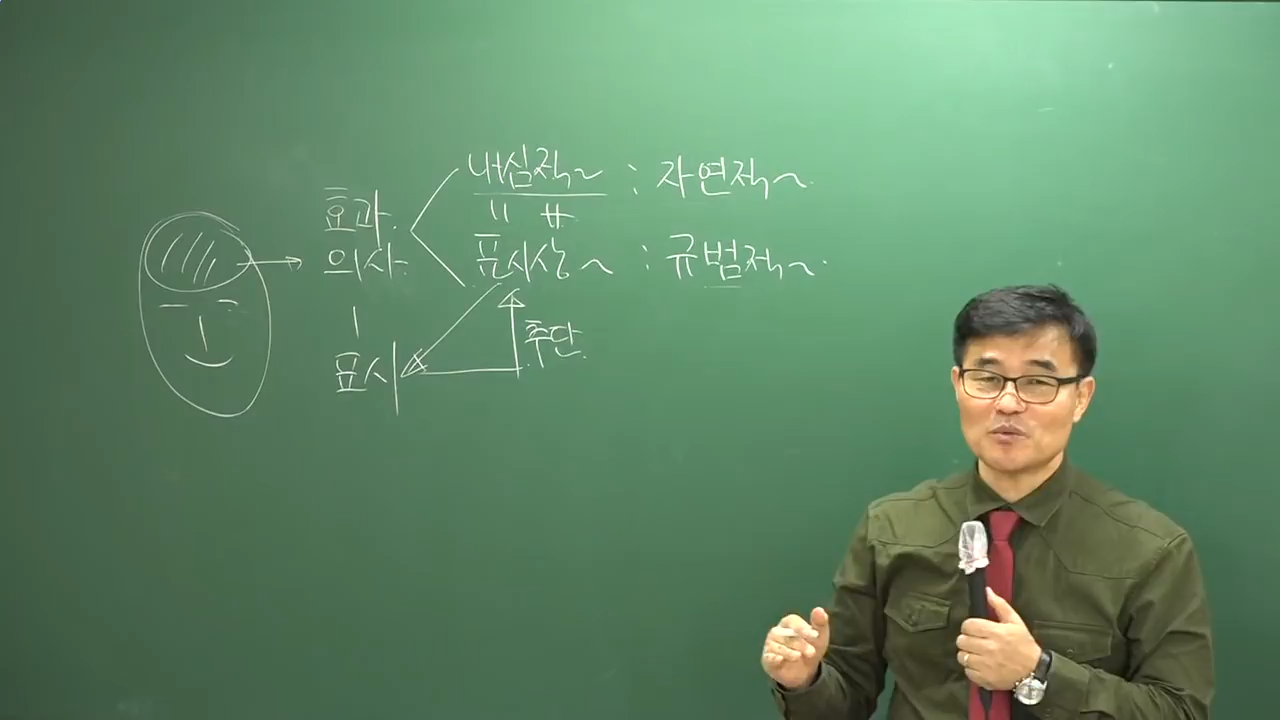 내심적~ : 자연적~
효과
의사
표시상~ : 규범적~
추단
표시